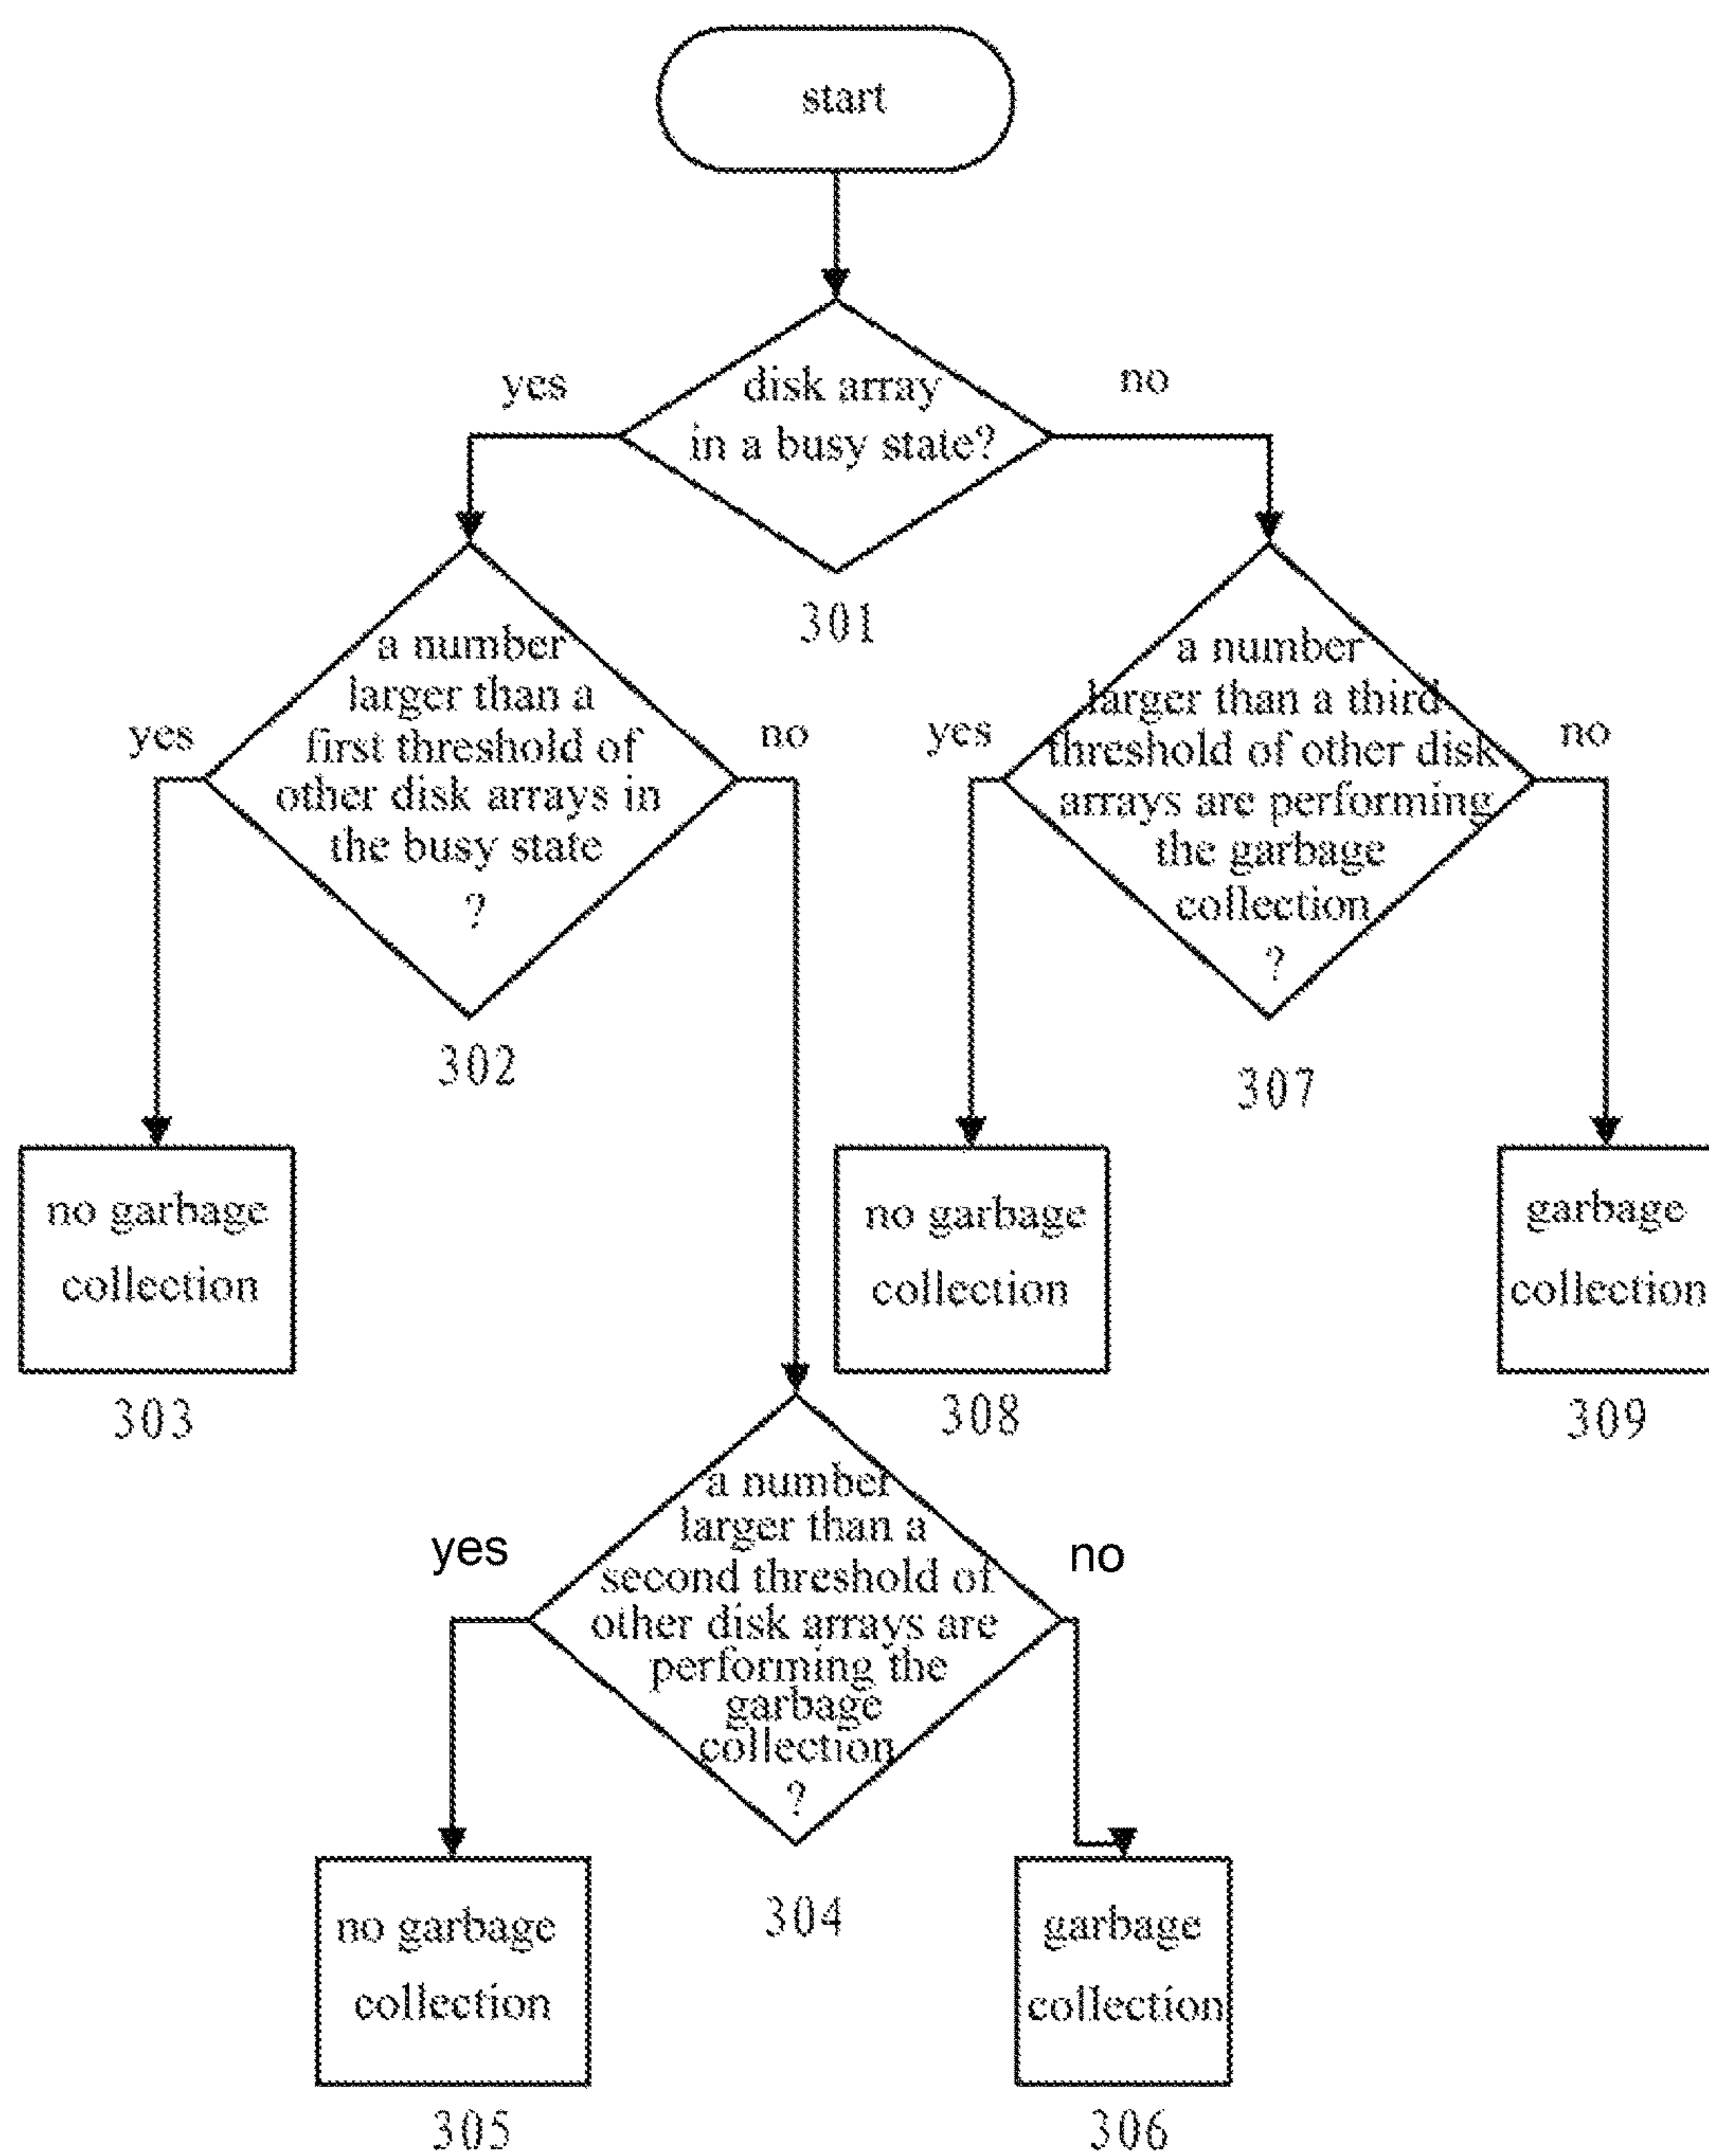 start
yes
disk array
in a busy state?
no
301
yes
a number
larger than a
first threshold of
other disk arrays in
the busy state
?
no
302
yes
a number
larger than a third
threshold of other disk
arrays are performing
the garbage
collection
?
no
307
no garbage
collection
303
no garbage
collection
308
garbage
collection
309
yes
a number
larger than a
second threshold of
other disk arrays are
performing the
garbage
collection
?
no
304
no garbage
collection
305
garbage
collection
306